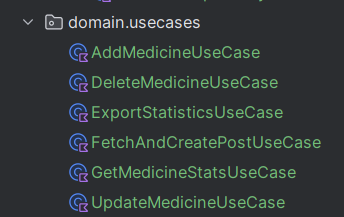 domain.usecases
AddMedicineUseCase
DeleteMedicineUseCase
ExportStatisticsUseCase
FetchAndCreatePostUseCase
GetMedicineStatsUseCase
UpdateMedicineUseCase